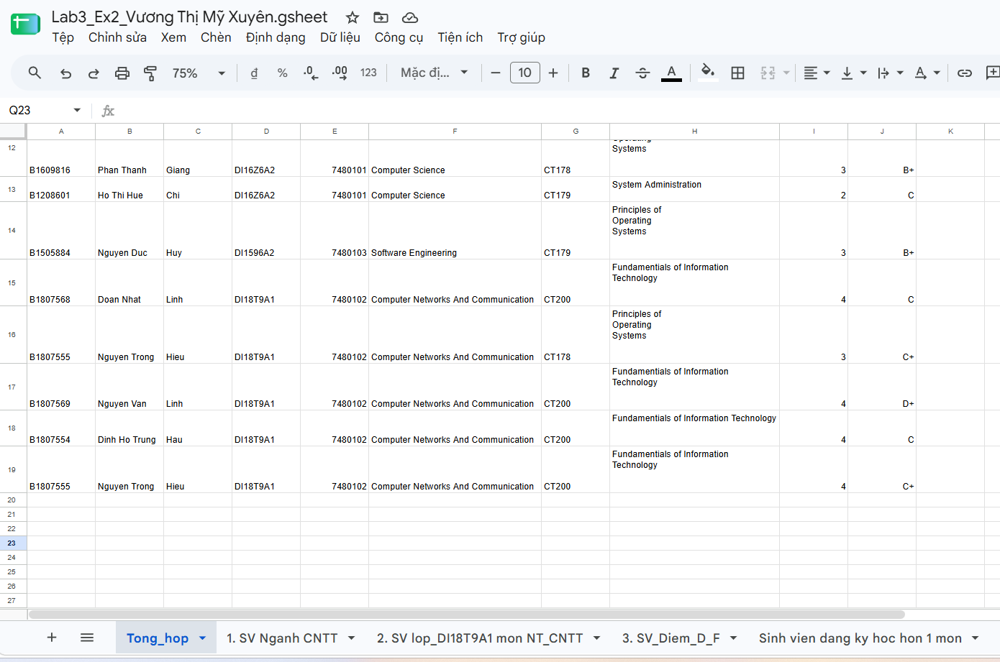 Lab3_Ex2_Vương Thị Mỹ Xuyên.gsheet
Tệp Chỉnh sửa Xem Chèn Định dạng Dữ liệu Công cụ Tiện ích Trợ giúp
75% đ % .0 .00 123 Mặc đị... 10 B I A A
Q23 fx
A B C D E F G H I J K
12 B1609816 Phan Thanh Giang DI16Z6A2 7480101 Computer Science CT178 Operating
Systems
3 B+
13 B1208601 Ho Thi Hue Chi DI16Z6A2 7480101 Computer Science CT179 System Administration 2 C
14 B1505884 Nguyen Duc Huy DI1596A2 7480103 Software Engineering CT179 Principles of
Operating
Systems
3 B+
15 B1807568 Doan Nhat Linh DI18T9A1 7480102 Computer Networks And Communication CT200 Fundamentials of Information
Technology
4 C
16 B1807555 Nguyen Trong Hieu DI18T9A1 7480102 Computer Networks And Communication CT178 Principles of
Operating
Systems
3 C+
17 B1807569 Nguyen Van Linh DI18T9A1 7480102 Computer Networks And Communication CT200 Fundamentials of Information
Technology
4 D+
18 B1807554 Dinh Ho Trung Hau DI18T9A1 7480102 Computer Networks And Communication CT200 Fundamentials of Information Technology 4 C
19 B1807555 Nguyen Trong Hieu DI18T9A1 7480102 Computer Networks And Communication CT200 Fundamentials of Information
Technology
4 C+
20
21
22
23
24
25
26
27
Tong_hop 1. SV Nganh CNTT 2. SV lop_DI18T9A1 mon NT_CNTT 3. SV_Diem_D_F Sinh vien dang ky hoc hon 1 mon